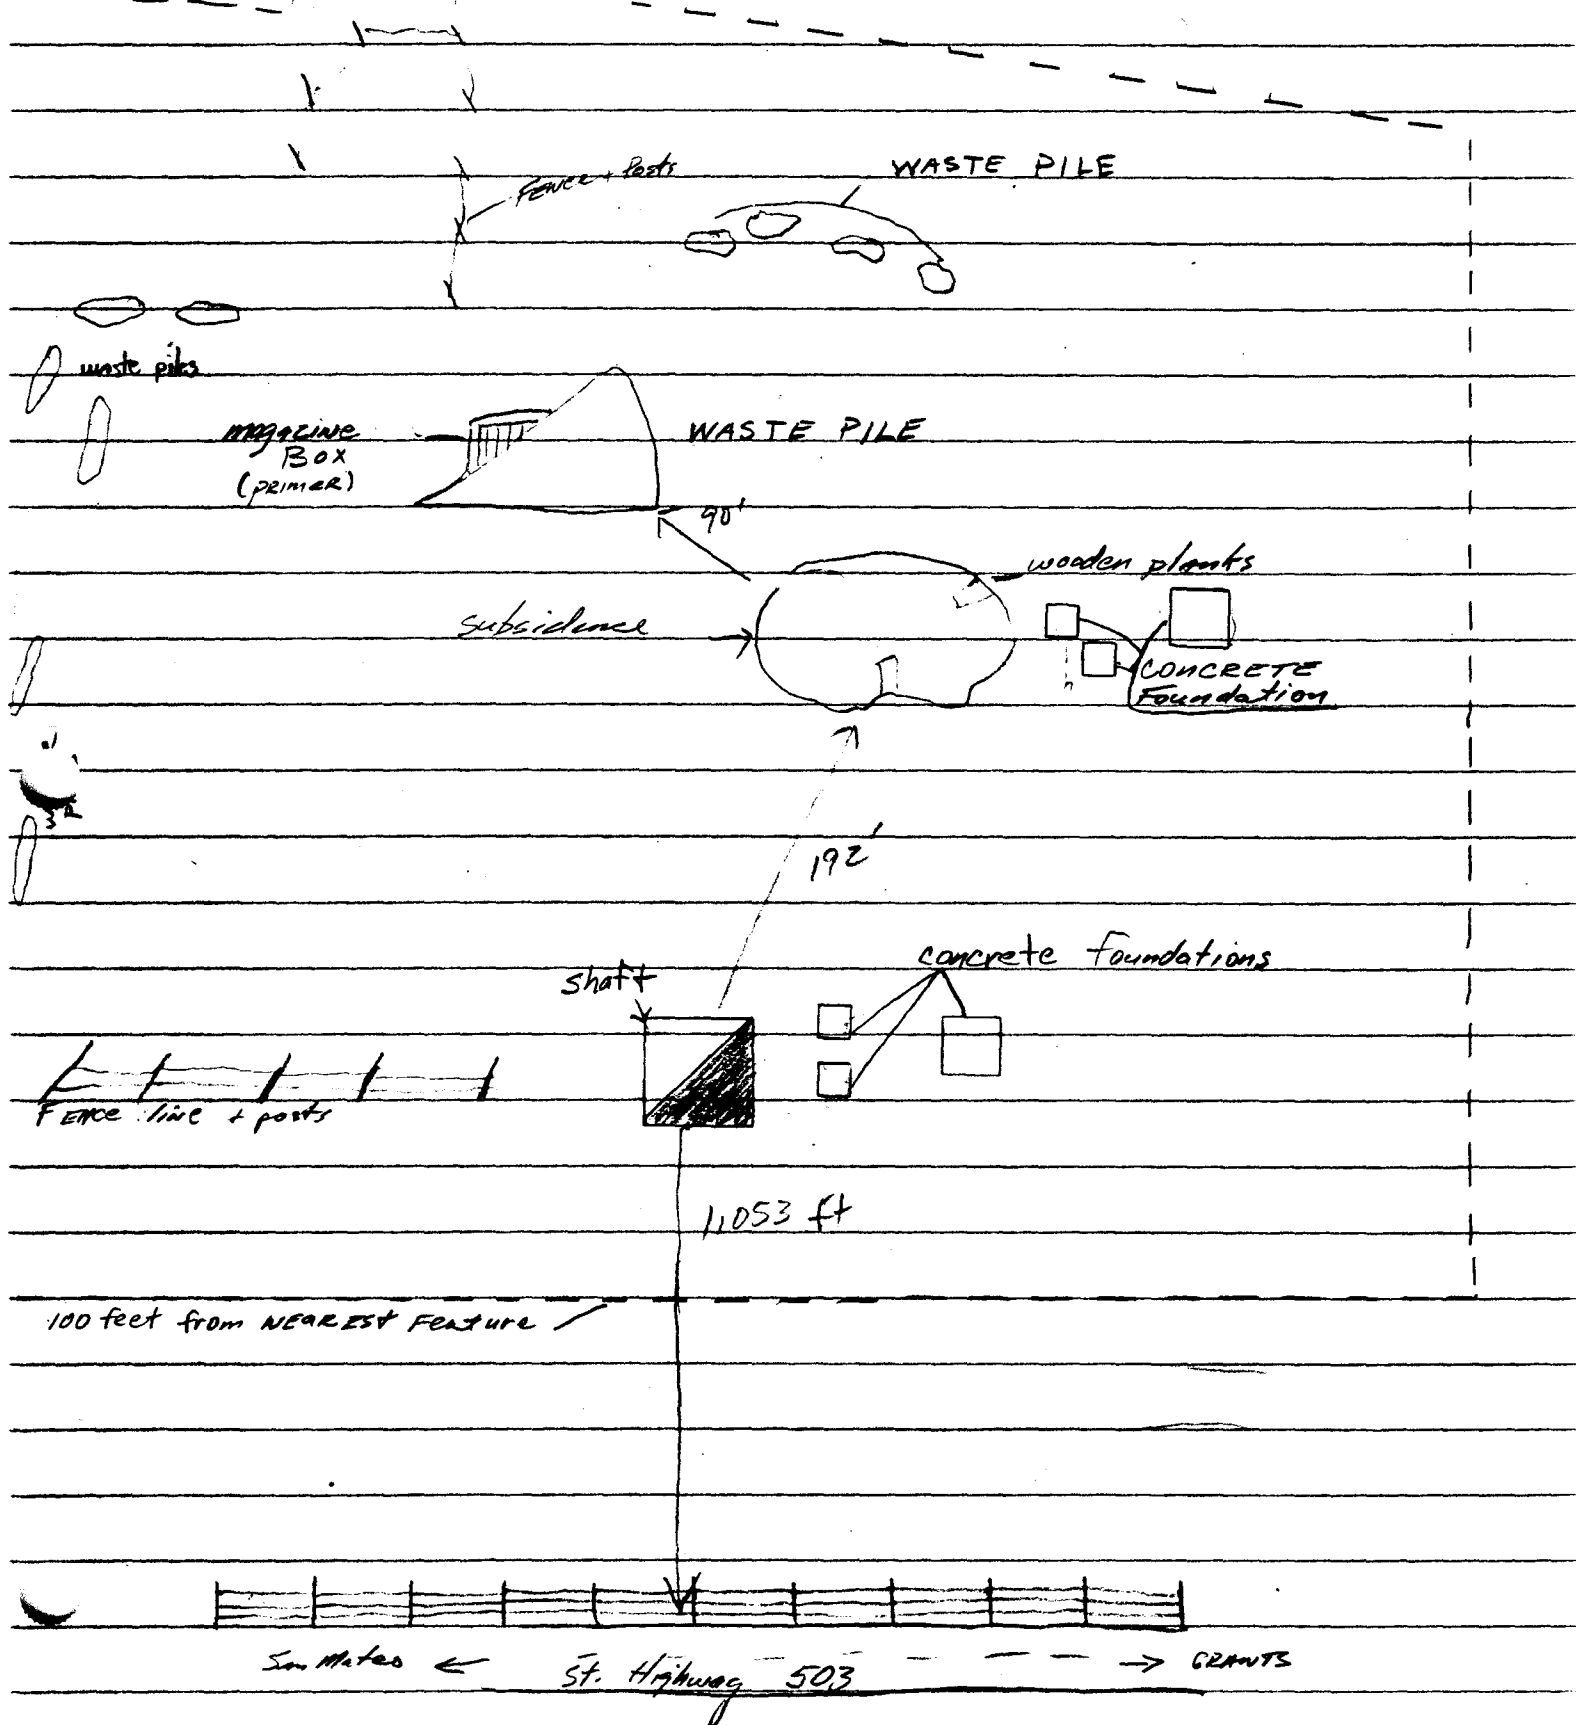 Fence + Posts
WASTE PILE
waste piles
magazine
Box
(PRIMER)
WASTE PILE
90'
wooden planks
subsidence
CONCRETE
Foundation
192'
concrete foundations
shaft
FENCE line + posts
1,053 ft
100 feet from NEAREST Feature
San Mateo ← St. Highway 503 → GRANTS